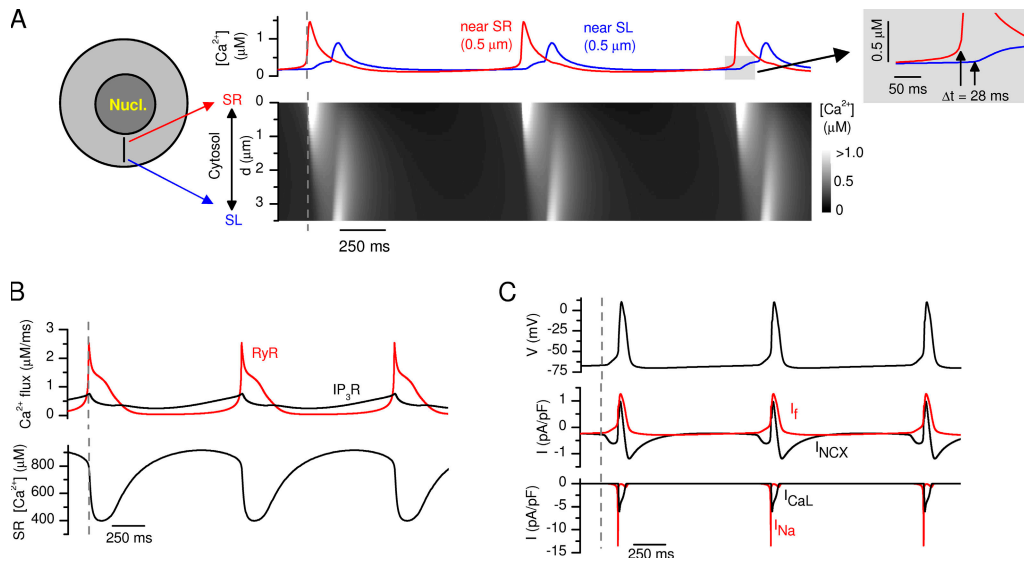 A
Nucl.
SR
SL
Cytosol
[Ca2+]
(μM)
1
0
near SR
(0.5 μm)
near SL
(0.5 μm)
0.5 μM
50 ms
Δt = 28 ms
d (μm)
0
1
2
3
[Ca2+]
(μM)
>1.0
0.5
0
250 ms
B
Ca2+ flux (μM/ms)
3
2
1
0
RyR
IP3R
SR [Ca2+] (μM)
800
600
400
250 ms
C
V (mV)
0
-25
-50
-75
I (pA/pF)
1
0
-1
If
INCX
I (pA/pF)
0
-5
-10
-15
ICaL
INa
250 ms